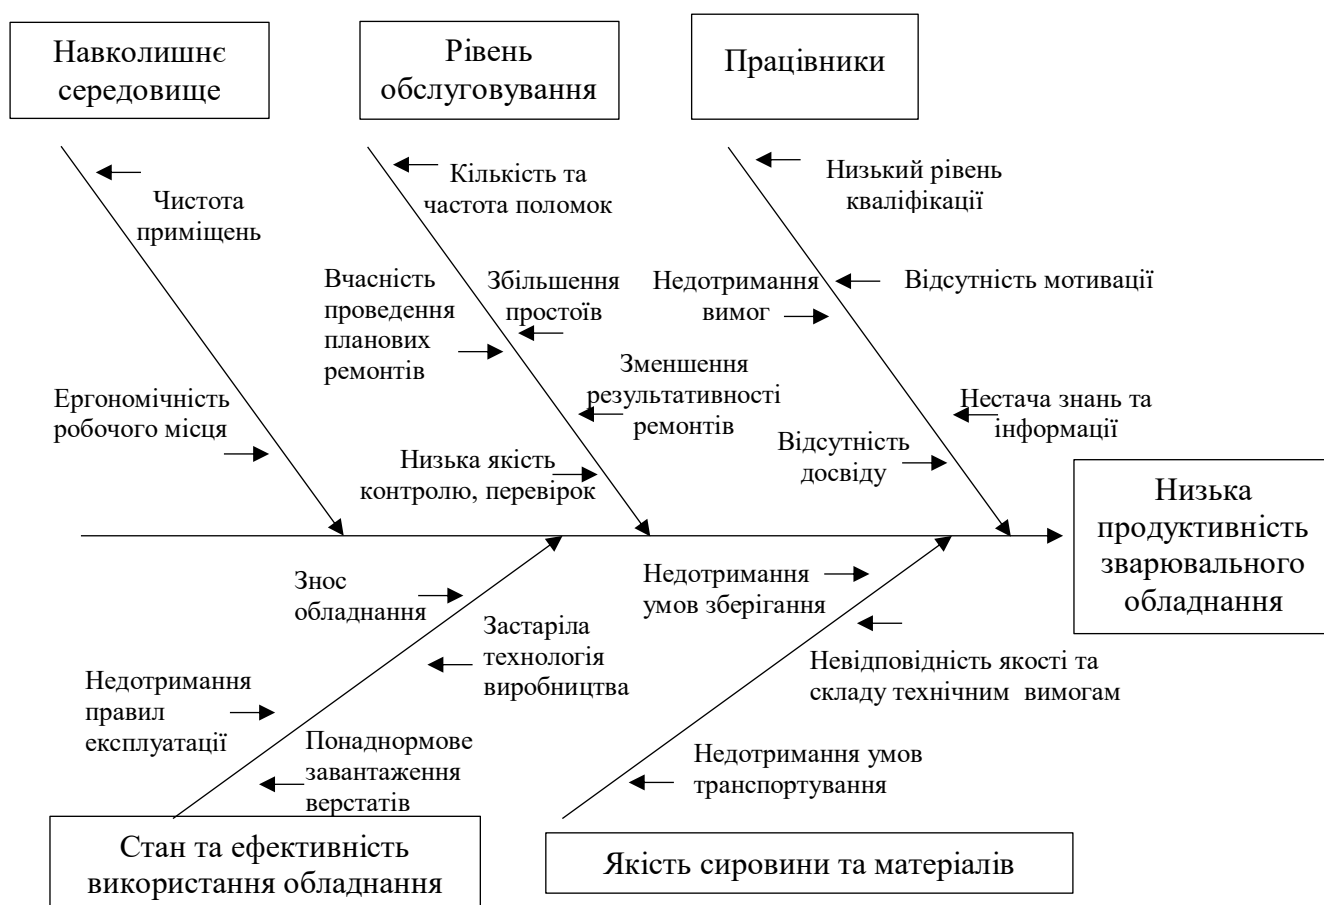 Навколишнє
середовище
Рівень
обслуговування
Працівники
Чистота
приміщень
Ергономічність
робочого місця
Кількість та
частота поломок
Вчасність
проведення
планових
ремонтів
Збільшення
простоїв
Зменшення
результативності
ремонтів
Низька якість
контролю, перевірок
Низький рівень
кваліфікації
Недотримання
вимог
Відсутність мотивації
Нестача знань та
інформації
Відсутність
досвіду
Низька
продуктивність
зварювального
обладнання
Знос
обладнання
Застаріла
технологія
виробництва
Недотримання
правил
експлуатації
Понаднормове
завантаження
верстатів
Недотримання
умов зберігання
Невідповідність якості та
складу технічним  вимогам
Недотримання умов
транспортування
Стан та ефективність
використання обладнання
Якість сировини та матеріалів